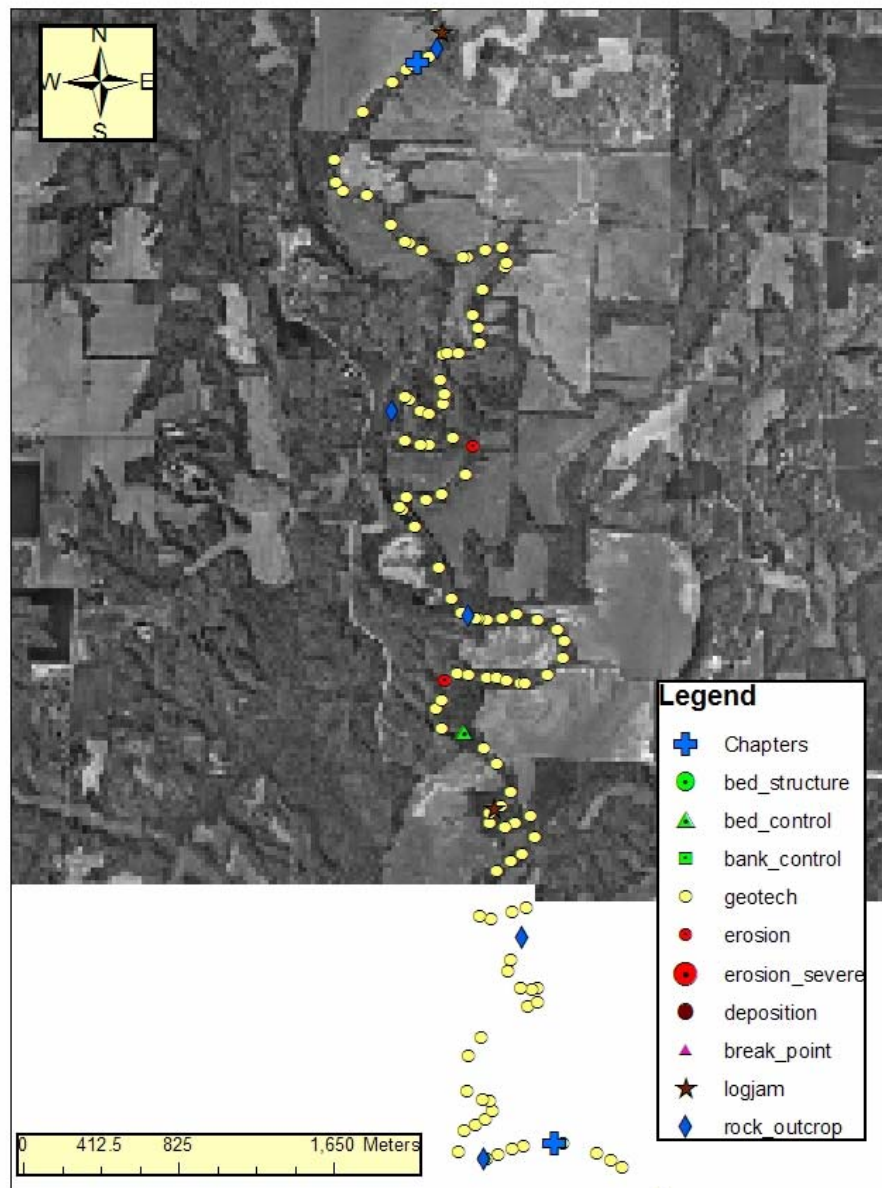 N
W E
S
Legend
Chapters
bed_structure
bed_control
bank_control
geotech
erosion
erosion_severe
deposition
break_point
logjam
rock_outcrop
0 412.5 825 1,650 Meters